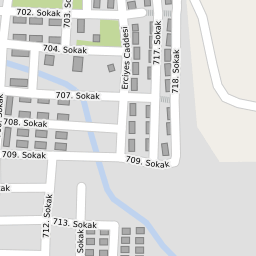 702. Sokak
703. Sokak
704. Sokak
Erciyes Caddesi
717. Sokak
718. Sokak
707. Sokak
708. Sokak
709. Sokak
709. Sokak
712. Sokak
713. Sokak